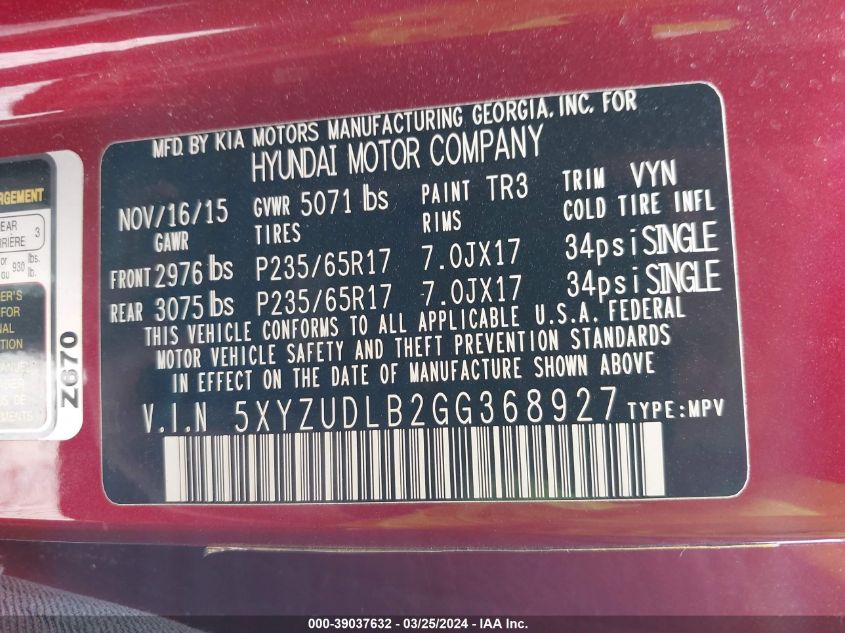 MFD. BY KIA MOTORS MANUFACTURING GEORGIA, INC. FOR
HYUNDAI MOTOR COMPANY
NOV/16/15 GVWR 5071 lbs PAINT TR3 TRIM VYN
GAWR TIRES RIMS COLD TIRE INFL
FRONT 2976 lbs P235/65R17 7.0JX17 34psi SINGLE
REAR 3075 lbs P235/65R17 7.0JX17 34psi SINGLE
THIS VEHICLE CONFORMS TO ALL APPLICABLE U.S.A. FEDERAL
MOTOR VEHICLE SAFETY AND THEFT PREVENTION STANDARDS
IN EFFECT ON THE DATE OF MANUFACTURE SHOWN ABOVE
V.I.N 5XYZUDLB2GG368927 TYPE:MPV
3
930 lb.
lbs.
Z670
000-39037632 - 03/25/2024 - IAA Inc.